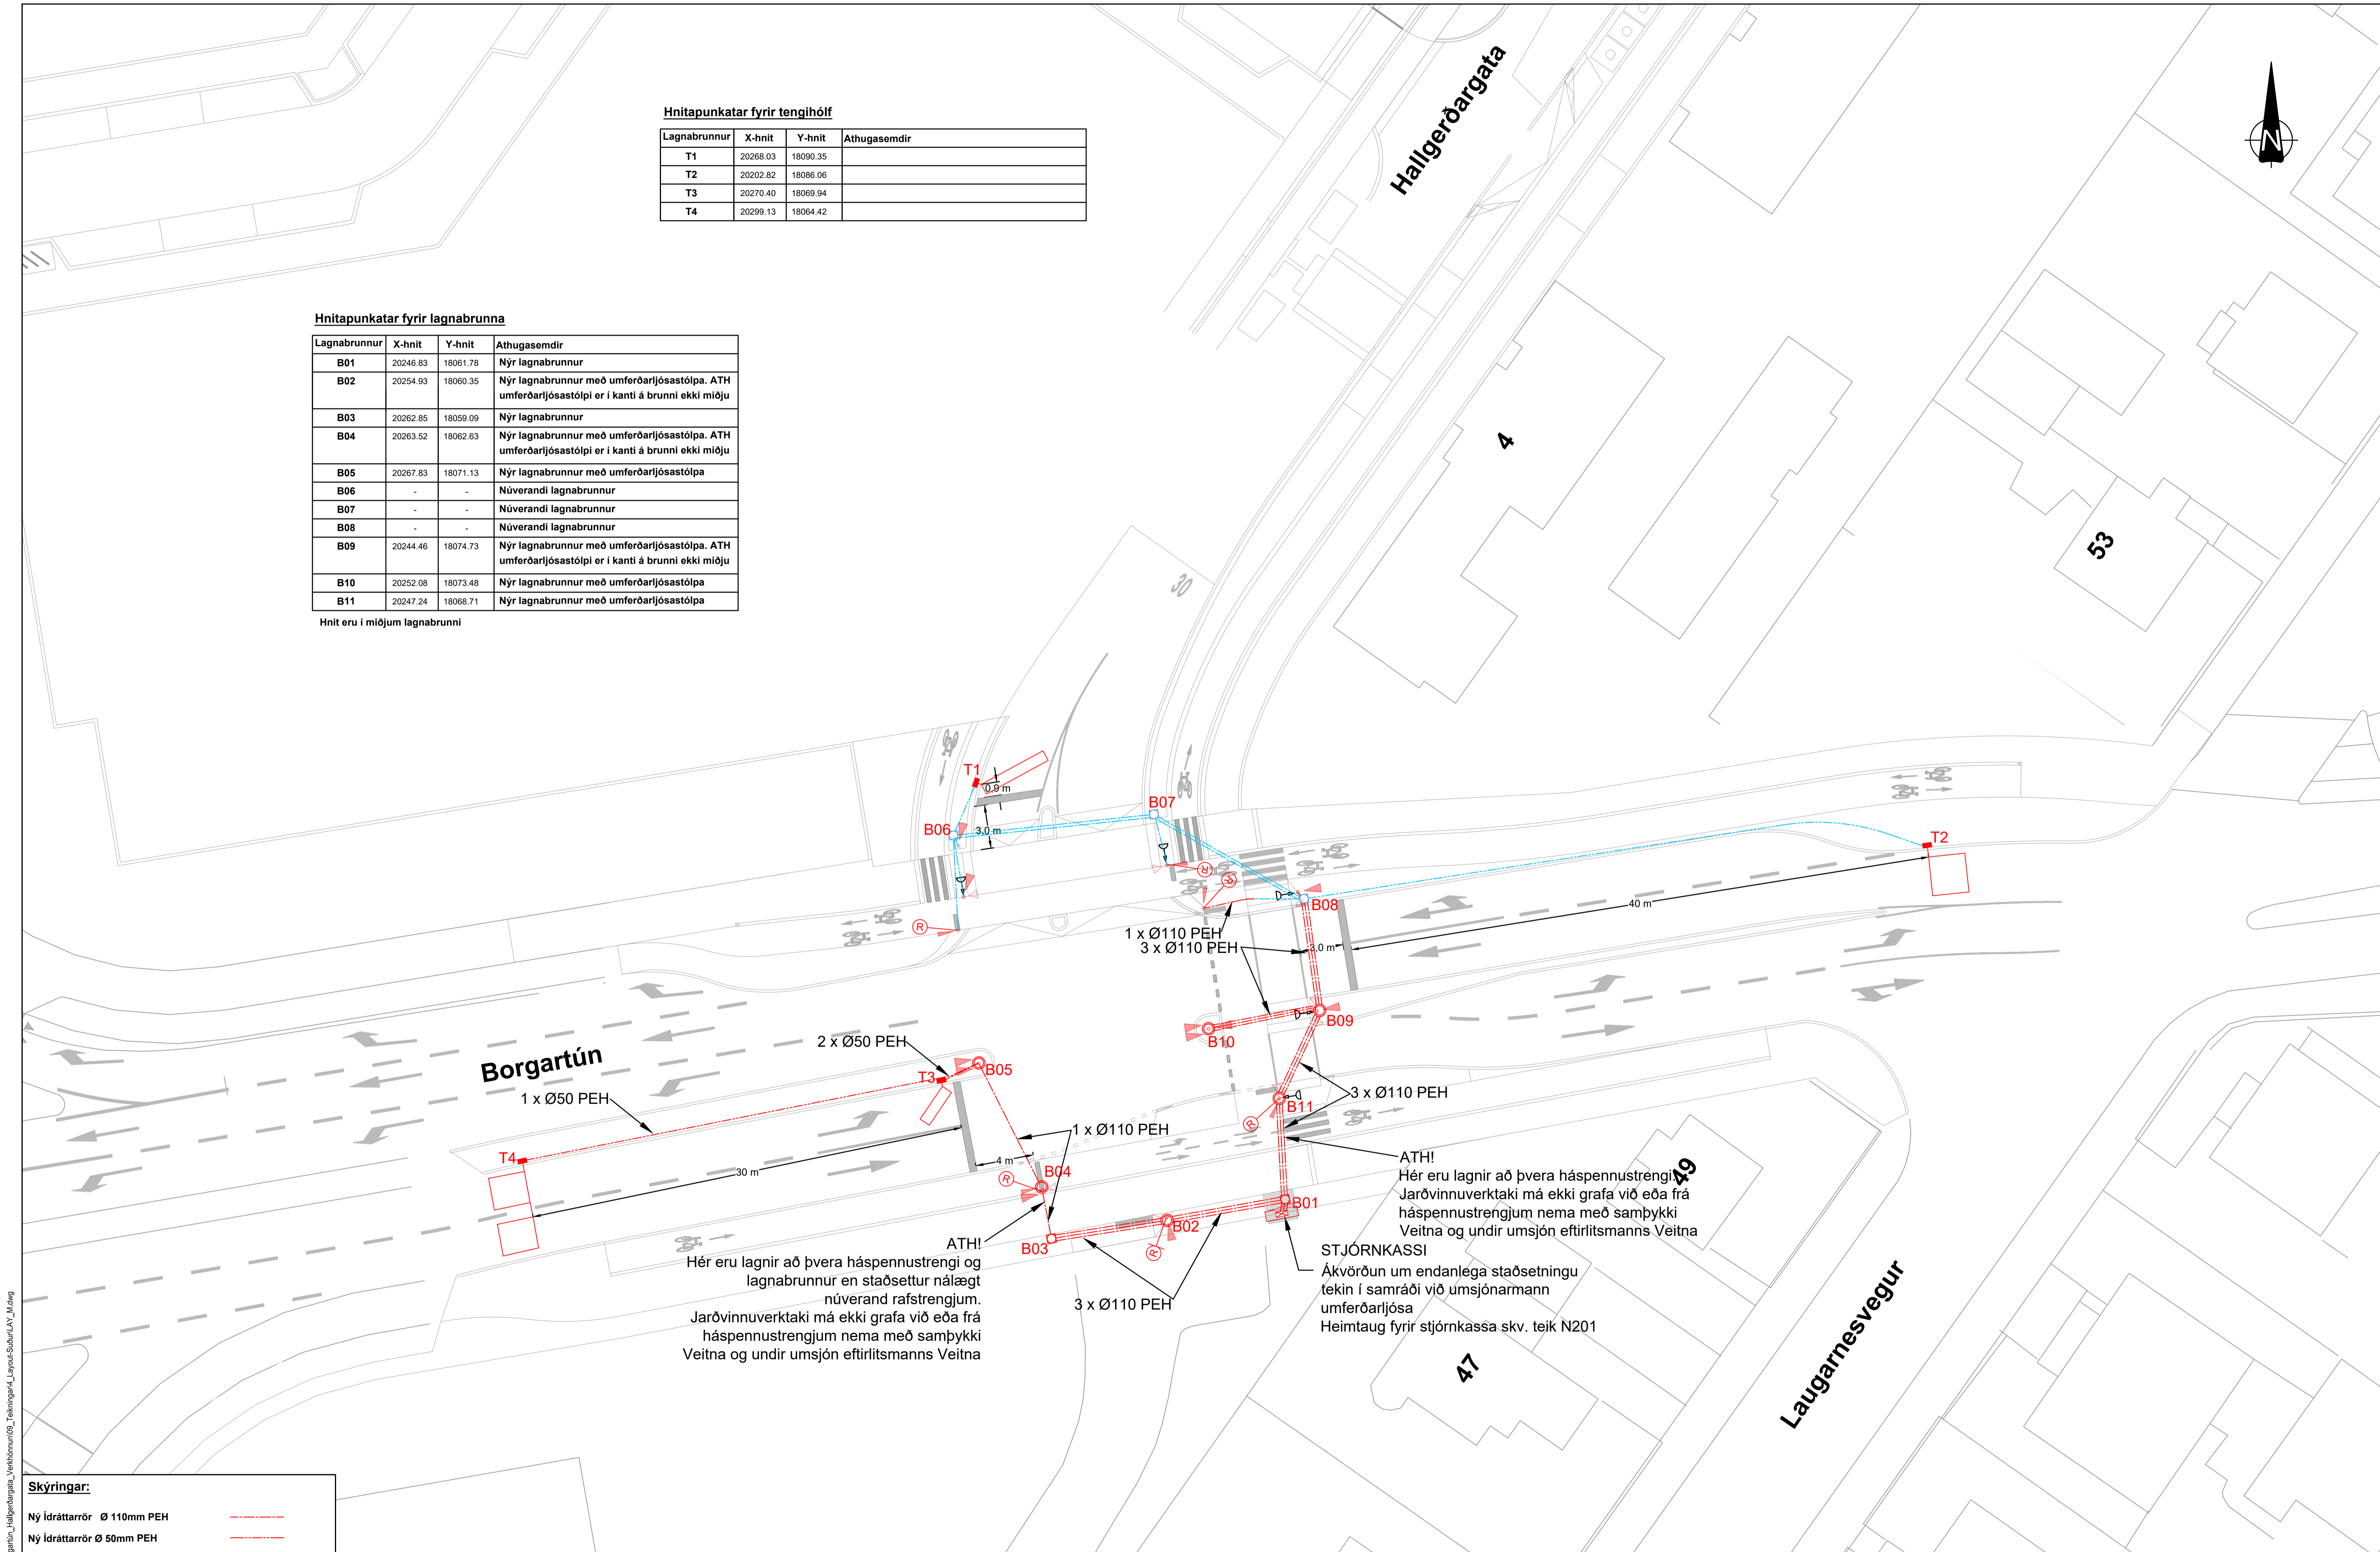 Hnitapunkatar fyrir tengihólf
Lagnabrunnur X-hnit Y-hnit Athugasemdir
T1 20268.03 18090.35
T2 20202.82 18086.06
T3 20270.40 18069.94
T4 20299.13 18064.42
Hallgerðargata
N
Hnitapunkatar fyrir lagnabrunna
Lagnabrunnur X-hnit Y-hnit Athugasemdir
B01 20246.83 18061.78 Nýr lagnabrunnur
B02 20254.93 18060.35 Nýr lagnabrunnur með umferðarljósastólpa. ATH
umferðarljósastólpi er í kanti á brunni ekki miðju
B03 20262.85 18059.09 Nýr lagnabrunnur
B04 20263.52 18062.63 Nýr lagnabrunnur með umferðarljósastólpa. ATH
umferðarljósastólpi er í kanti á brunni ekki miðju
B05 20267.83 18071.13 Nýr lagnabrunnur með umferðarljósastólpa
B06 - - Núverandi lagnabrunnur
B07 - - Núverandi lagnabrunnur
B08 - - Núverandi lagnabrunnur
B09 20244.46 18074.73 Nýr lagnabrunnur með umferðarljósastólpa. ATH
umferðarljósastólpi er í kanti á brunni ekki miðju
B10 20252.08 18073.48 Nýr lagnabrunnur með umferðarljósastólpa
B11 20247.24 18068.71 Nýr lagnabrunnur með umferðarljósastólpa
Hnit eru í miðjum lagnabrunni
4
53
30
T1
0,9 m
B07
B06
3,0 m
T2
R
R
B08
40 m
R
1 x Ø110 PEH
3 x Ø110 PEH
3,0 m
B09
B10
Borgartún
2 x Ø50 PEH
B05
T3
1 x Ø50 PEH
3 x Ø110 PEH
B11
R
1 x Ø110 PEH
T4
4 m
30 m
B04
R
49
ATH!
Hér eru lagnir að þvera háspennustrengi.
Jarðvinnuverktaki má ekki grafa við eða frá
háspennustrengjum nema með samþykki
Veitna og undir umsjón eftirlitsmanns Veitna
B01
B02
B03
R
ATH!
Hér eru lagnir að þvera háspennustrengi og
lagnabrunnur en staðsettur nálægt
núverand rafstrengjum.
Jarðvinnuverktaki má ekki grafa við eða frá
háspennustrengjum nema með samþykki
Veitna og undir umsjón eftirlitsmanns Veitna
3 x Ø110 PEH
STJÓRNKASSI
Ákvörðun um endanlega staðsetningu
tekin í samráði við umsjónarmann
umferðarljósa
Heimtaug fyrir stjórnkassa skv. teik N201
47
Laugarnesvegur
Skýringar:
Ný Ídráttarrör Ø 110mm PEH
Ný Ídráttarrör Ø 50mm PEH
gartún_Hallgerðargata_Verkhönnun\09_Teikningar\4_Layout-Suður\LAY_M.dwg